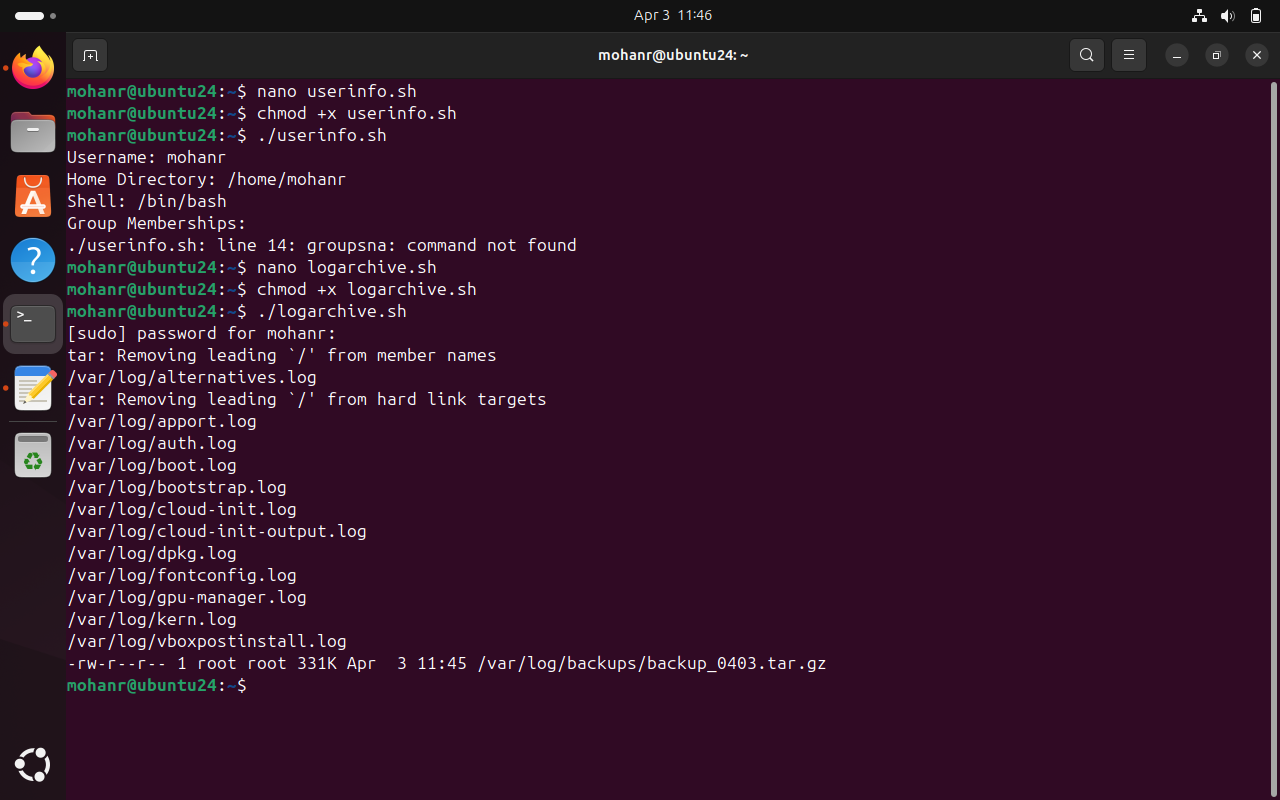 Apr 3 11:46
mohanr@ubuntu24: ~
mohanr@ubuntu24:~$ nano userinfo.sh
mohanr@ubuntu24:~$ chmod +x userinfo.sh
mohanr@ubuntu24:~$ ./userinfo.sh
Username: mohanr
Home Directory: /home/mohanr
Shell: /bin/bash
Group Memberships:
./userinfo.sh: line 14: groupsna: command not found
mohanr@ubuntu24:~$ nano logarchive.sh
mohanr@ubuntu24:~$ chmod +x logarchive.sh
mohanr@ubuntu24:~$ ./logarchive.sh
[sudo] password for mohanr:
tar: Removing leading `/' from member names
/var/log/alternatives.log
tar: Removing leading `/' from hard link targets
/var/log/apport.log
/var/log/auth.log
/var/log/boot.log
/var/log/bootstrap.log
/var/log/cloud-init.log
/var/log/cloud-init-output.log
/var/log/dpkg.log
/var/log/fontconfig.log
/var/log/gpu-manager.log
/var/log/kern.log
/var/log/vboxpostinstall.log
-rw-r--r-- 1 root root 331K Apr  3 11:45 /var/log/backups/backup_0403.tar.gz
mohanr@ubuntu24:~$